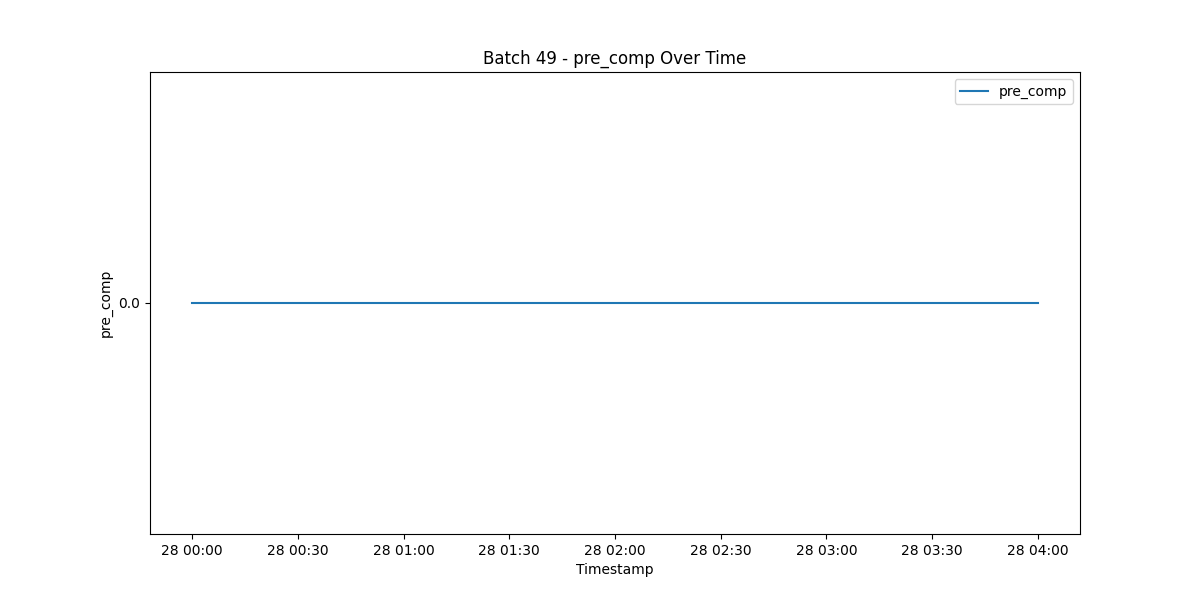 Batch 49 - pre_comp Over Time
pre_comp
pre_comp
0.0
28 00:00 28 00:30 28 01:00 28 01:30 28 02:00 28 02:30 28 03:00 28 03:30 28 04:00
Timestamp